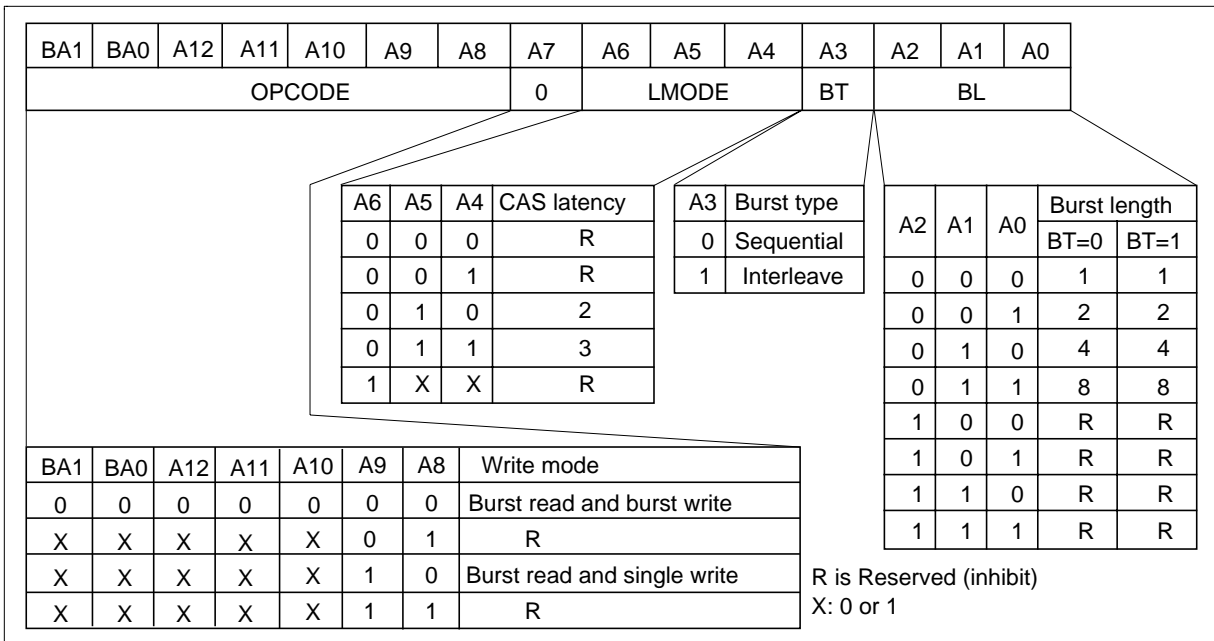 BA1 BA0 A12 A11 A10 A9 A8 A7 A6 A5 A4 A3 A2 A1 A0
OPCODE 0 LMODE BT BL
A6 A5 A4 CAS latency
0 0 0 R
0 0 1 R
0 1 0 2
0 1 1 3
1 X X R
A3 Burst type
0 Sequential
1 Interleave
A2 A1 A0 Burst length
BT=0 BT=1
0 0 0 1 1
0 0 1 2 2
0 1 0 4 4
0 1 1 8 8
1 0 0 R R
1 0 1 R R
1 1 0 R R
1 1 1 R R
BA1 BA0 A12 A11 A10 A9 A8 Write mode
0 0 0 0 0 0 0 Burst read and burst write
X X X X X 0 1 R
X X X X X 1 0 Burst read and single write
X X X X X 1 1 R
R is Reserved (inhibit)
X: 0 or 1